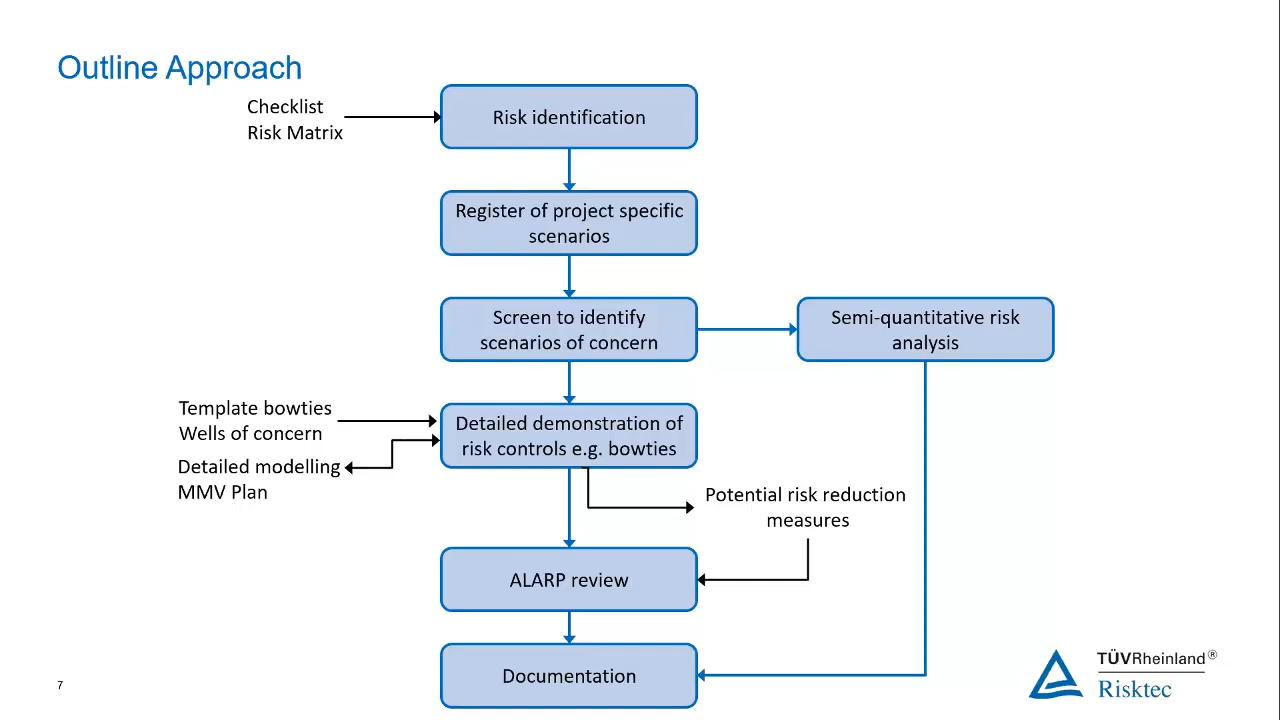 Outline Approach
Checklist
Risk Matrix
Risk identification
Register of project specific
scenarios
Screen to identify
scenarios of concern
Semi-quantitative risk
analysis
Template bowties
Wells of concern
Detailed modelling
MMV Plan
Detailed demonstration of
risk controls e.g. bowties
Potential risk reduction
measures
ALARP review
Documentation
7
TÜVRheinland®
Risktec